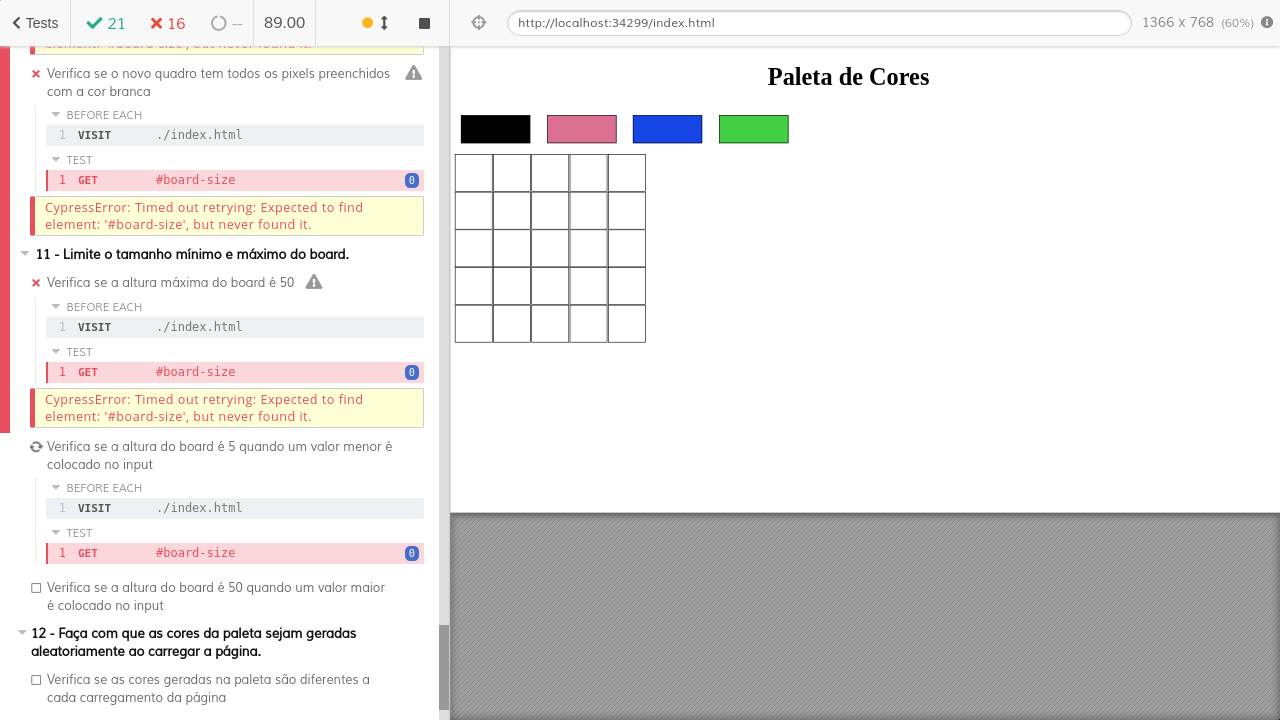 Tests
21
16
--
89.00
http://localhost:34299/index.html
1366 x 768 (60%)
element: '#board-size', but never found it.
Verifica se o novo quadro tem todos os pixels preenchidos
com a cor branca
BEFORE EACH
1 VISIT ./index.html
TEST
1 GET #board-size 0
CypressError: Timed out retrying: Expected to find
element: '#board-size', but never found it.
11 - Limite o tamanho mínimo e máximo do board.
Verifica se a altura máxima do board é 50
BEFORE EACH
1 VISIT ./index.html
TEST
1 GET #board-size 0
CypressError: Timed out retrying: Expected to find
element: '#board-size', but never found it.
Verifica se a altura do board é 5 quando um valor menor é
colocado no input
BEFORE EACH
1 VISIT ./index.html
TEST
1 GET #board-size 0
Verifica se a altura do board é 50 quando um valor maior
é colocado no input
12 - Faça com que as cores da paleta sejam geradas
aleatoriamente ao carregar a página.
Verifica se as cores geradas na paleta são diferentes a
cada carregamento da página
Paleta de Cores